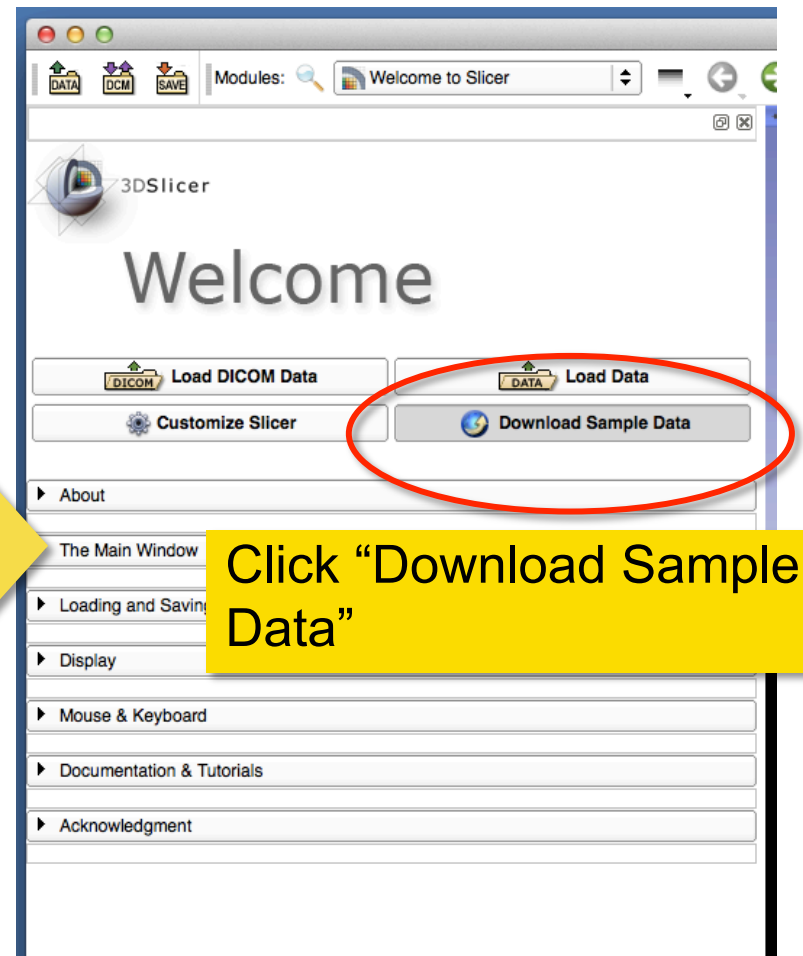 DATA DCM SAVE Modules: Welcome to Slicer
3DSlicer
Welcome
DICOM Load DICOM Data
DATA Load Data
Customize Slicer
Download Sample Data
About
The Main Window
Click “Download Sample
Data”
Loading and Saving
Display
Mouse & Keyboard
Documentation & Tutorials
Acknowledgment